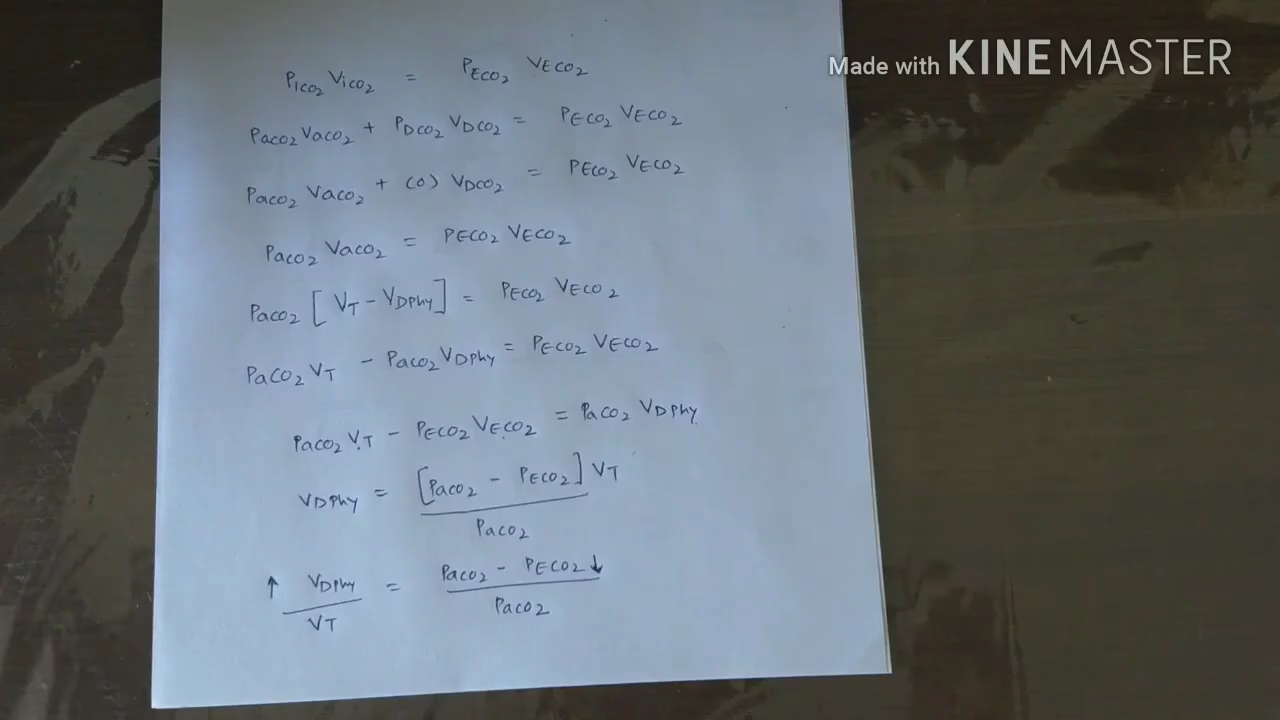 Made with KINEMASTER
PICO2 VICO2 = PECO2 VECO2
PaCO2 VaCO2 + PDCO2 VDCO2 = PECO2 VECO2
PaCO2 VaCO2 + (0) VDCO2 = PECO2 VECO2
PaCO2 VaCO2 = PECO2 VECO2
PaCO2 [VT - VDPhy] = PECO2 VECO2
PaCO2 VT - PaCO2 VDPhy = PECO2 VECO2
PaCO2 VT - PECO2 VECO2 = PaCO2 VDPhy
VDPhy = [PaCO2 - PECO2] VT
PaCO2
↑ VDPhy = PaCO2 - PECO2 ↓
VT PaCO2